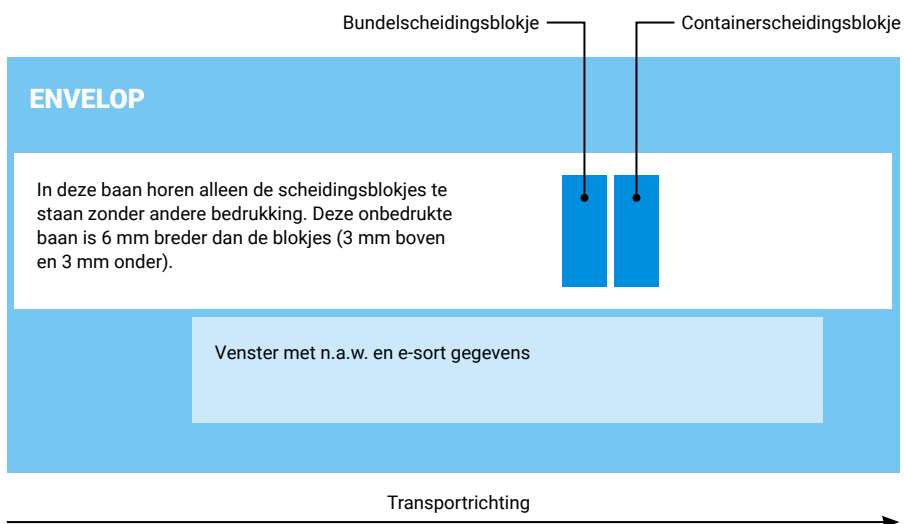 Bundelscheidingsblokje
Containerscheidingsblokje
ENVELOP
In deze baan horen alleen de scheidingsblokjes te
staan zonder andere bedrukking. Deze onbedrukte
baan is 6 mm breder dan de blokjes (3 mm boven
en 3 mm onder).
Venster met n.a.w. en e-sort gegevens
Transportrichting